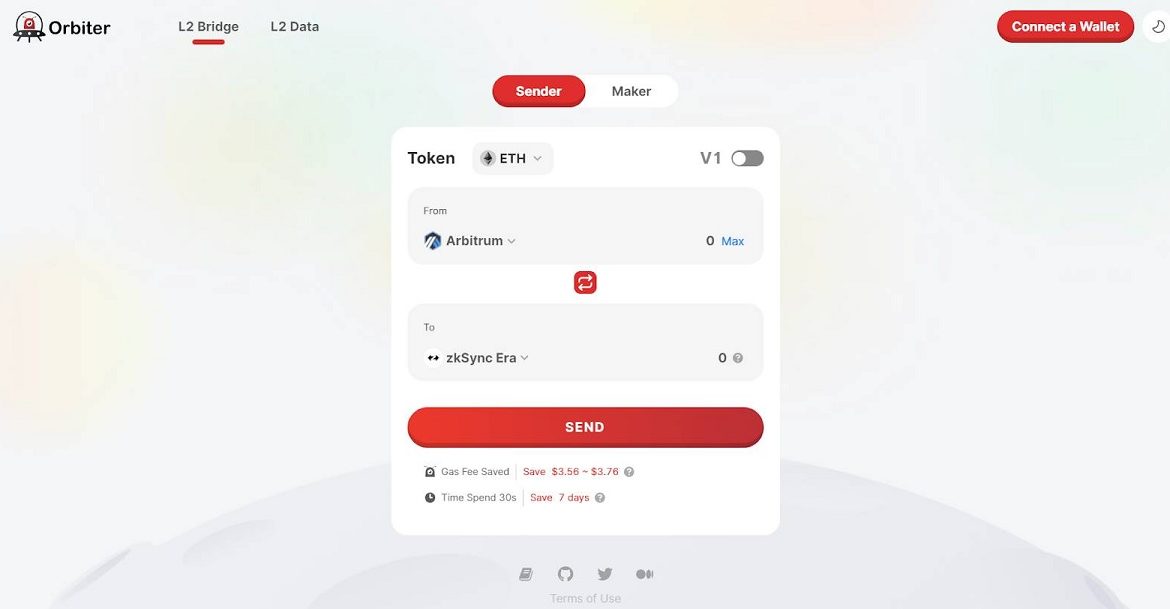 Orbiter
L2 Bridge
L2 Data
Connect a Wallet
Sender
Maker
Token
ETH
V1
From
Arbitrum
0 Max
To
zkSync Era
0
SEND
Gas Fee Saved
Save $3.56 ~ $3.76
Time Spend 30s
Save 7 days
Terms of Use